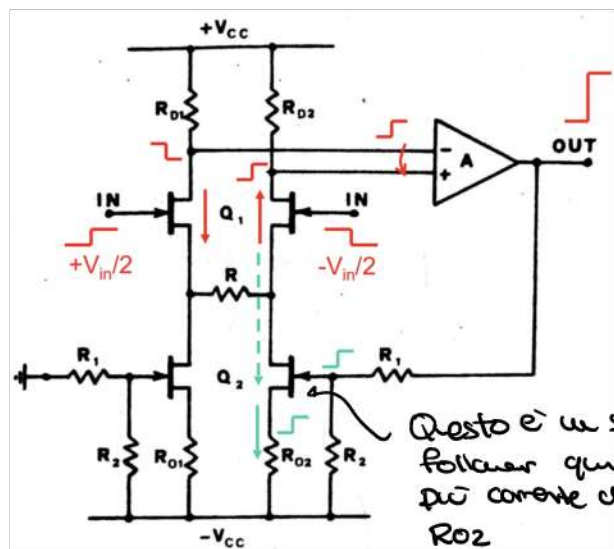 +VCC
RD1
RD2
IN
Q1
IN
+Vin/2
-Vin/2
-
+
A
OUT
R
R1
Q2
R1
R2
RO1
RO2
R2
-VCC
Questo è un
follower
più corrente
RO2